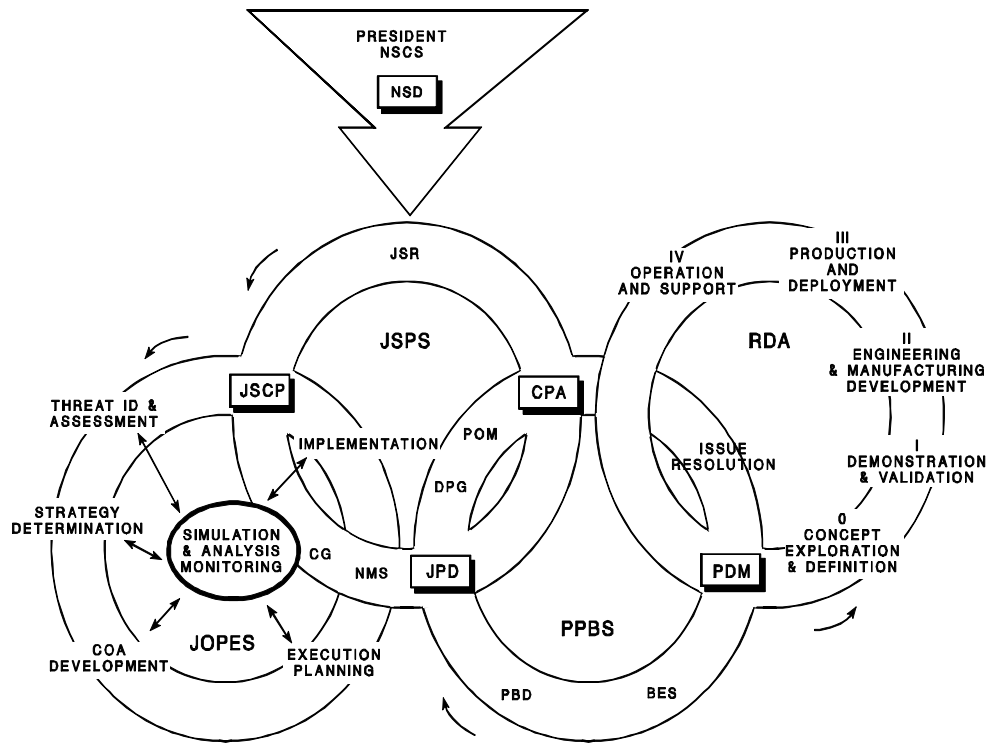 PRESIDENT
NSCS
NSD
JSR
JSPS
JSCP
CPA
IV
OPERATION
AND SUPPORT
III
PRODUCTION
AND
DEPLOYMENT
RDA
II
ENGINEERING
& MANUFACTURING
DEVELOPMENT
THREAT ID &
ASSESSMENT
IMPLEMENTATION
POM
DPG
ISSUE
RESOLUTION
I
DEMONSTRATION
& VALIDATION
STRATEGY
DETERMINATION
SIMULATION
& ANALYSIS
MONITORING
CG
NMS
JPD
PDM
0
CONCEPT
EXPLORATION
& DEFINITION
JOPES
PPBS
COA
DEVELOPMENT
EXECUTION
PLANNING
PBD
BES